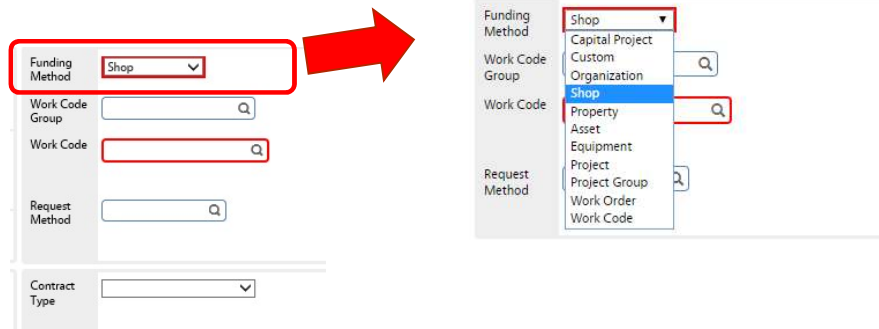 Funding
Method
Shop
Work Code
Group
Work Code
Request
Method
Contract
Type
Funding
Method
Shop
Capital Project
Custom
Organization
Shop
Property
Asset
Equipment
Project
Project Group
Work Order
Work Code
Work Code
Group
Work Code
Request
Method